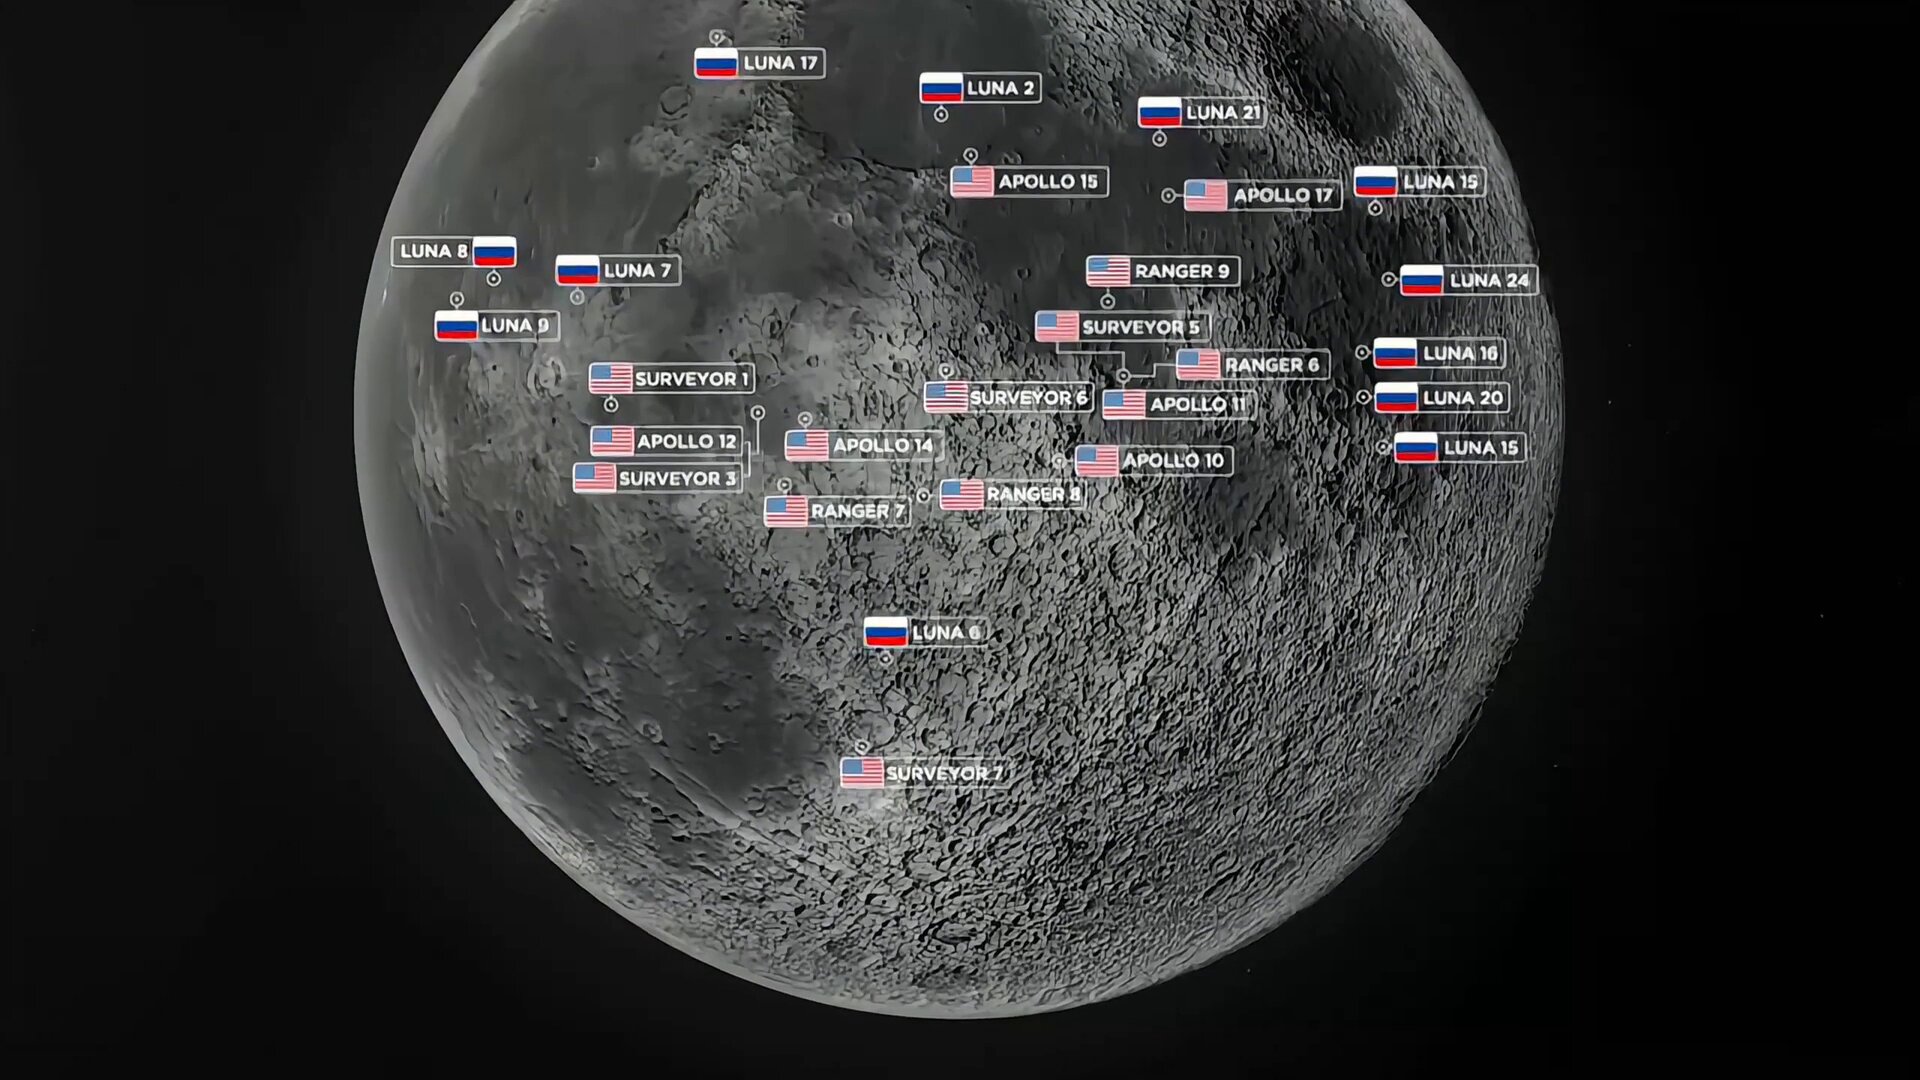 LUNA 17
LUNA 2
LUNA 21
APOLLO 15
APOLLO 17
LUNA 15
LUNA 8
LUNA 7
RANGER 9
LUNA 24
LUNA 9
SURVEYOR 5
LUNA 16
RANGER 6
SURVEYOR 1
SURVEYOR 6
APOLLO 11
LUNA 20
APOLLO 12
APOLLO 14
LUNA 15
APOLLO 10
SURVEYOR 3
RANGER 8
RANGER 7
LUNA 6
SURVEYOR 7